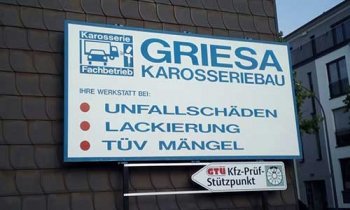 Karosserie
Fachbetrieb
GRIESA
KAROSSERIEBAU
IHRE WERKSTATT BEI:
UNFALLSCHÄDEN
LACKIERUNG
TÜV MÄNGEL
GTÜ Kfz-Prüf-
Stützpunkt